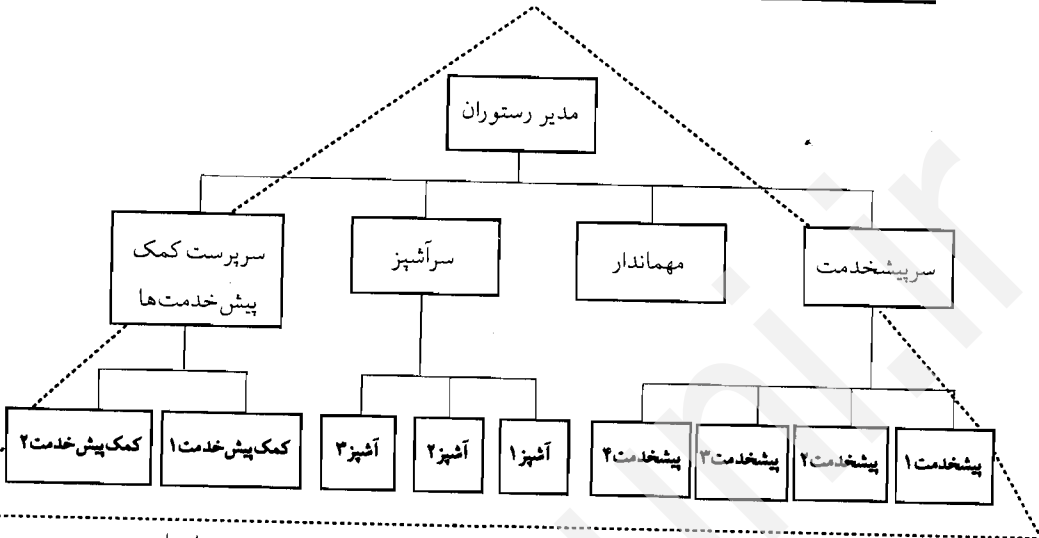 مدیر رستوران
سرپیشخدمت
مهماندار
سرآشپز
سرپرست کمک
پیش‌خدمت‌ها
پیشخدمت۱
پیشخدمت۲
پیشخدمت۳
پیشخدمت۴
آشپز۱
آشپز۲
آشپز۳
کمک‌پیش‌خدمت۱
کمک‌پیش‌خدمت۲